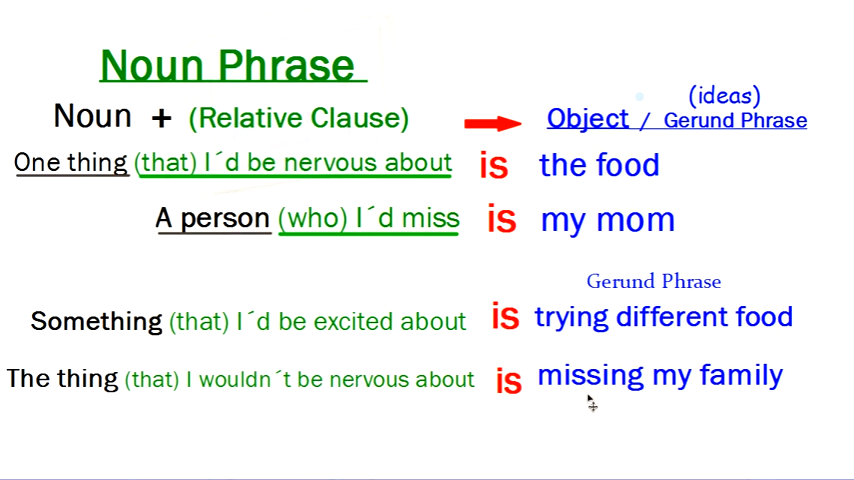 Noun Phrase
Noun + (Relative Clause) Object / Gerund Phrase
(ideas)
One thing (that) I´d be nervous about is the food
A person (who) I´d miss is my mom
Gerund Phrase
Something (that) I´d be excited about is trying different food
The thing (that) I wouldn´t be nervous about is missing my family